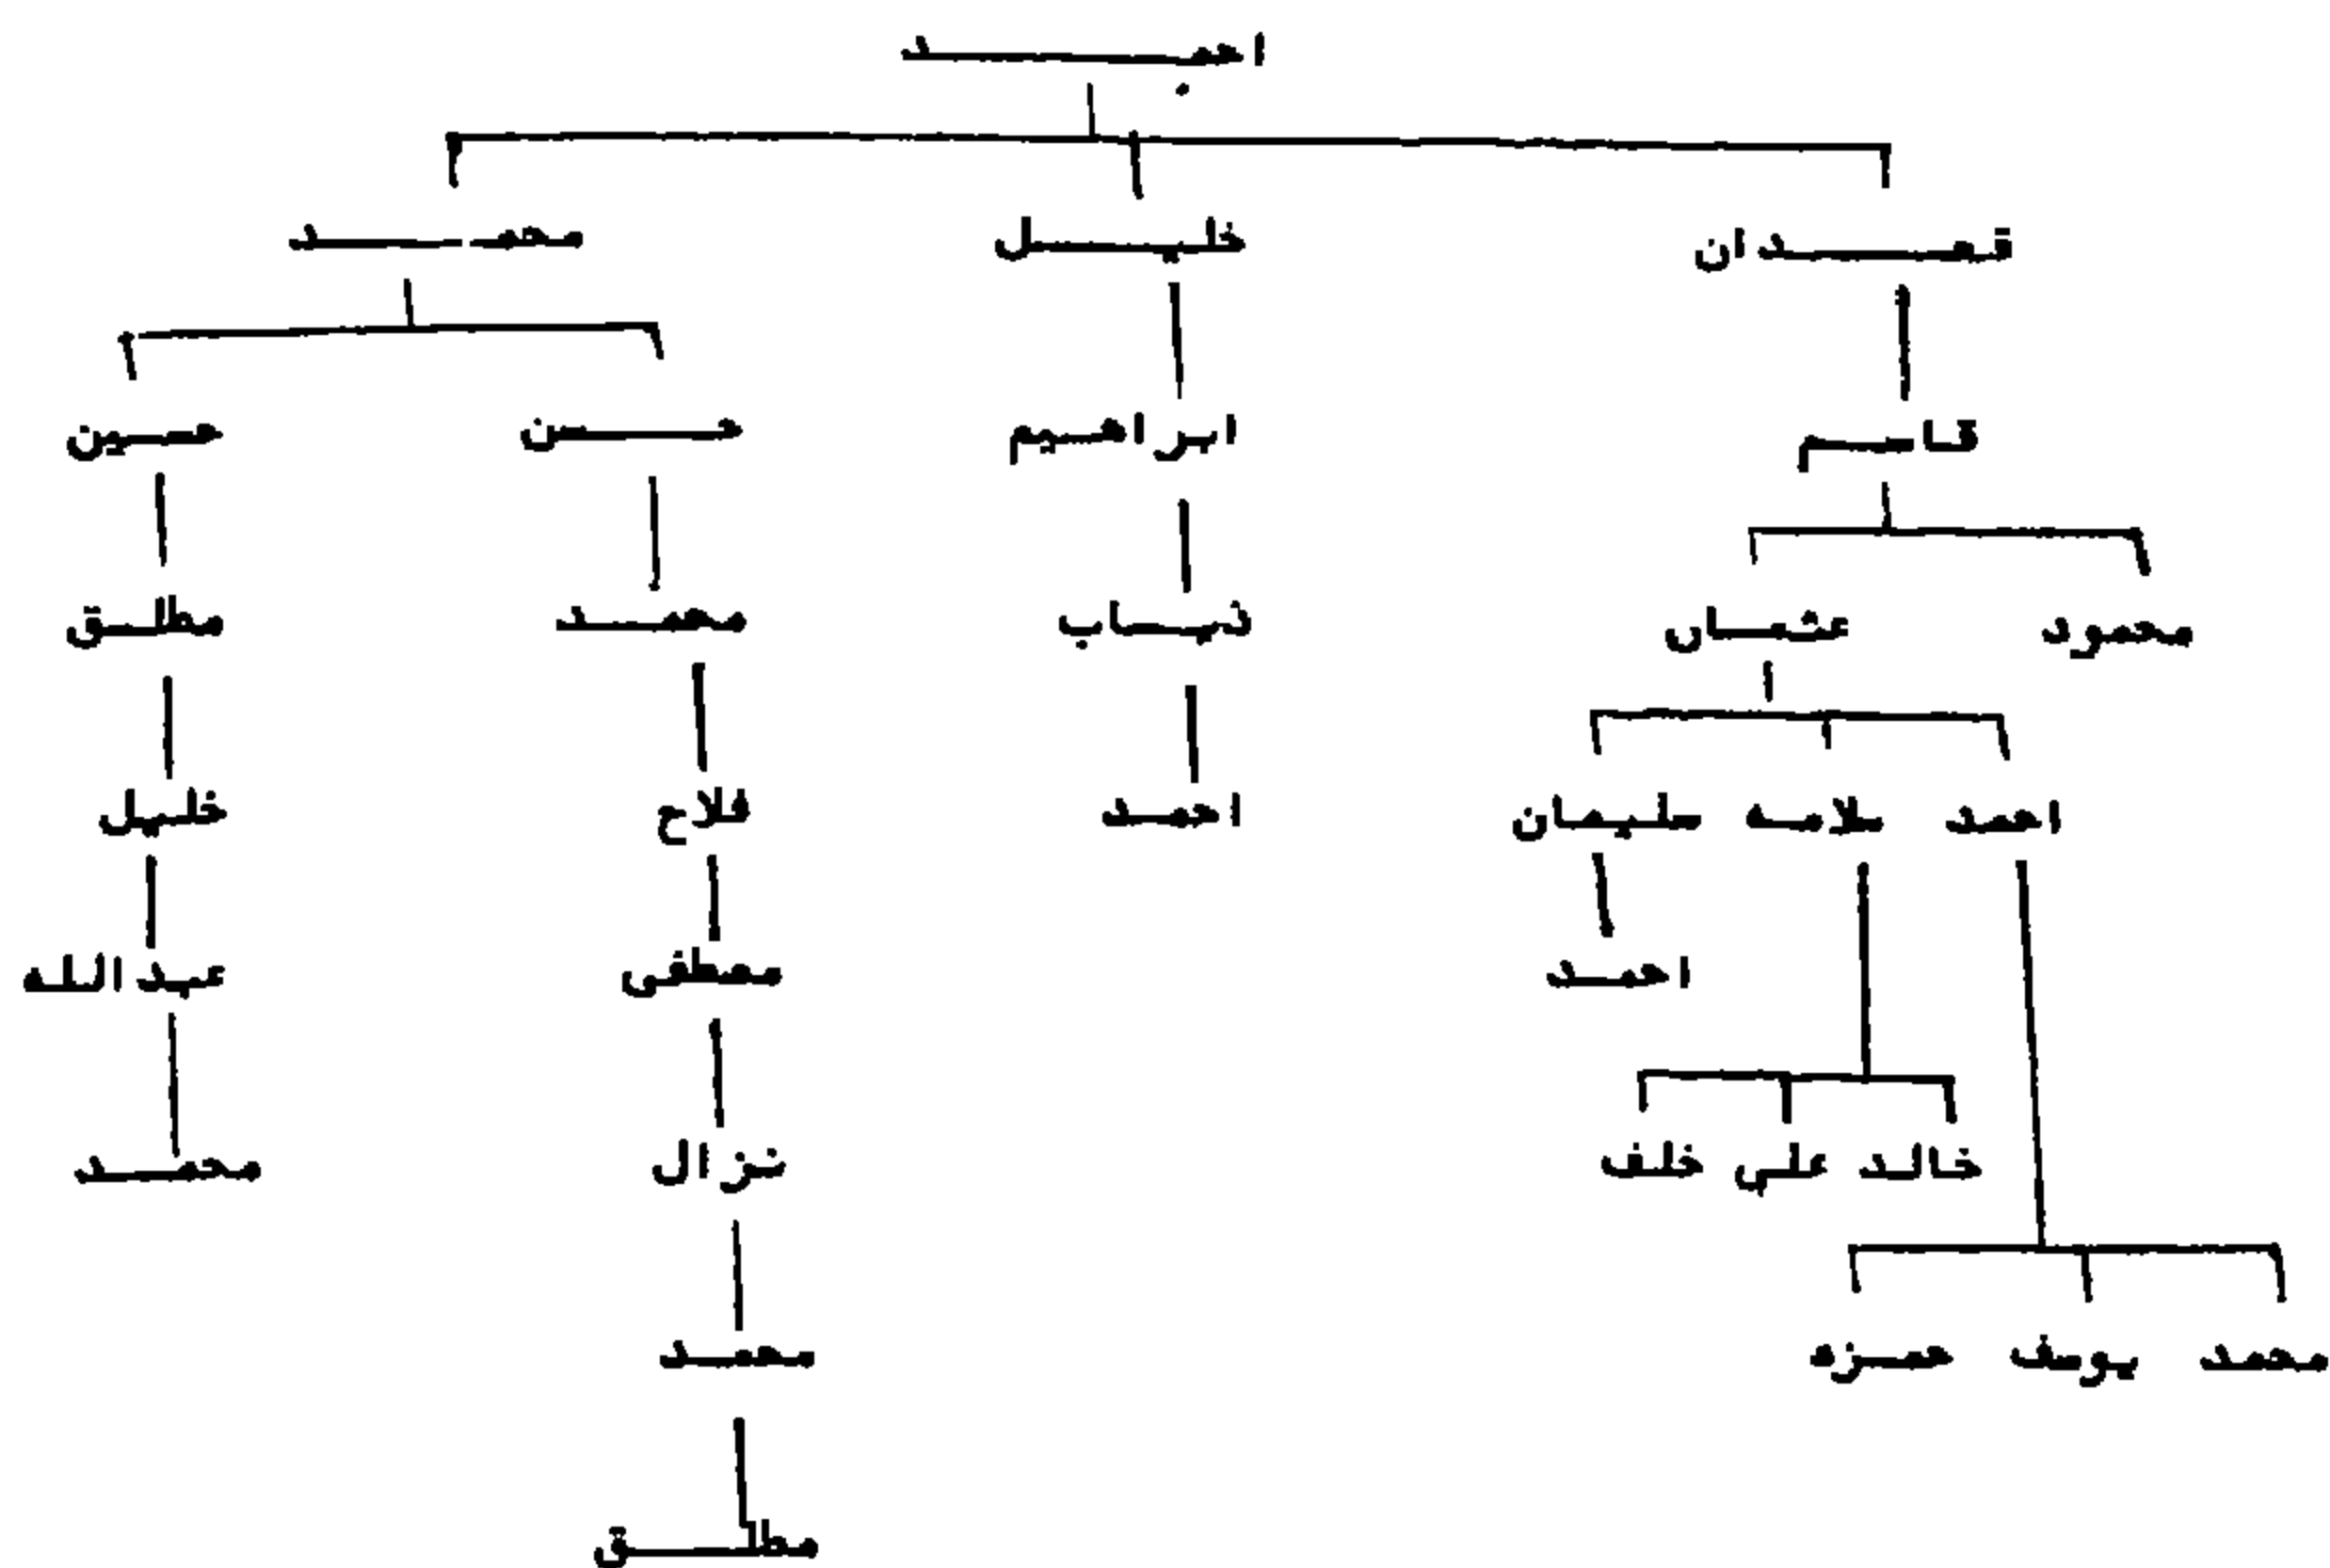 احمد
قمدان خليل محمد
قاسم ابراهيم حسن حسين
محمود عثمان ذياب محمد مطلق
احمد سلامه سليمان احمد فلاح خليل
احمد مصطفى عبد الله
خالد علي خلف نزال محمد
محمد يوسف حمزه محمد
مطلق